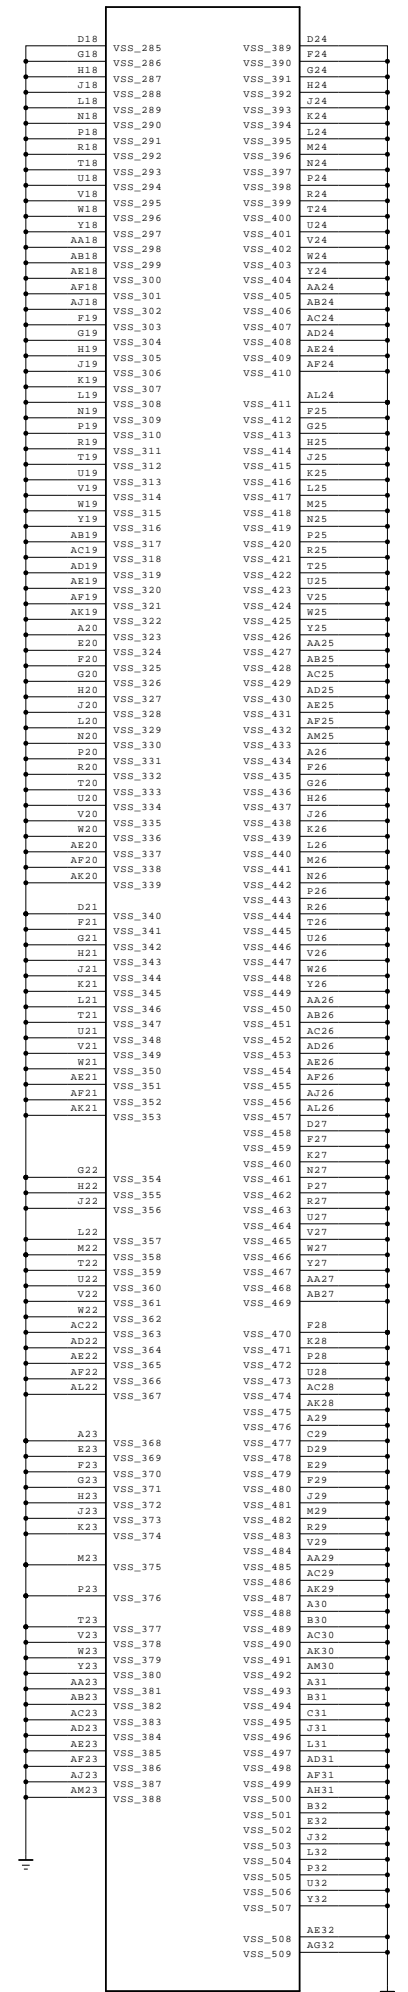 D18 VSS_285
G18 VSS_286
H18 VSS_287
J18 VSS_288
L18 VSS_289
N18 VSS_290
P18 VSS_291
R18 VSS_292
T18 VSS_293
U18 VSS_294
V18 VSS_295
W18 VSS_296
Y18 VSS_297
AA18 VSS_298
AB18 VSS_299
AE18 VSS_300
AF18 VSS_301
AJ18 VSS_302
F19 VSS_303
G19 VSS_304
H19 VSS_305
J19 VSS_306
K19 VSS_307
L19 VSS_308
N19 VSS_309
P19 VSS_310
R19 VSS_311
T19 VSS_312
U19 VSS_313
V19 VSS_314
W19 VSS_315
Y19 VSS_316
AB19 VSS_317
AC19 VSS_318
AD19 VSS_319
AE19 VSS_320
AF19 VSS_321
AK19 VSS_322
A20 VSS_323
E20 VSS_324
F20 VSS_325
G20 VSS_326
H20 VSS_327
J20 VSS_328
L20 VSS_329
N20 VSS_330
P20 VSS_331
R20 VSS_332
T20 VSS_333
U20 VSS_334
V20 VSS_335
W20 VSS_336
AE20 VSS_337
AF20 VSS_338
AK20 VSS_339
D21 VSS_340
F21 VSS_341
G21 VSS_342
H21 VSS_343
J21 VSS_344
K21 VSS_345
L21 VSS_346
T21 VSS_347
U21 VSS_348
V21 VSS_349
W21 VSS_350
AE21 VSS_351
AF21 VSS_352
AK21 VSS_353
G22 VSS_354
H22 VSS_355
J22 VSS_356
L22 VSS_357
M22 VSS_358
T22 VSS_359
U22 VSS_360
V22 VSS_361
W22 VSS_362
AC22 VSS_363
AD22 VSS_364
AE22 VSS_365
AF22 VSS_366
AL22 VSS_367
A23 VSS_368
E23 VSS_369
F23 VSS_370
G23 VSS_371
H23 VSS_372
J23 VSS_373
K23 VSS_374
M23 VSS_375
P23 VSS_376
T23 VSS_377
V23 VSS_378
W23 VSS_379
Y23 VSS_380
AA23 VSS_381
AB23 VSS_382
AC23 VSS_383
AD23 VSS_384
AE23 VSS_385
AF23 VSS_386
AJ23 VSS_387
AM23 VSS_388
VSS_389 D24
VSS_390 F24
VSS_391 G24
VSS_392 H24
VSS_393 J24
VSS_394 K24
VSS_395 L24
VSS_396 M24
VSS_397 N24
VSS_398 P24
VSS_399 R24
VSS_400 T24
VSS_401 U24
VSS_402 V24
VSS_403 W24
VSS_404 Y24
VSS_405 AA24
VSS_406 AB24
VSS_407 AC24
VSS_408 AD24
VSS_409 AE24
VSS_410 AF24
VSS_411 AL24
VSS_412 F25
VSS_413 G25
VSS_414 H25
VSS_415 J25
VSS_416 K25
VSS_417 L25
VSS_418 M25
VSS_419 N25
VSS_420 P25
VSS_421 R25
VSS_422 T25
VSS_423 U25
VSS_424 V25
VSS_425 W25
VSS_426 Y25
VSS_427 AA25
VSS_428 AB25
VSS_429 AC25
VSS_430 AD25
VSS_431 AE25
VSS_432 AF25
VSS_433 AM25
VSS_434 A26
VSS_435 F26
VSS_436 G26
VSS_437 H26
VSS_438 J26
VSS_439 K26
VSS_440 L26
VSS_441 M26
VSS_442 N26
VSS_443 P26
VSS_444 R26
VSS_445 T26
VSS_446 U26
VSS_447 V26
VSS_448 W26
VSS_449 Y26
VSS_450 AA26
VSS_451 AB26
VSS_452 AC26
VSS_453 AD26
VSS_454 AE26
VSS_455 AF26
VSS_456 AJ26
VSS_457 AL26
VSS_458 D27
VSS_459 F27
VSS_460 K27
VSS_461 N27
VSS_462 P27
VSS_463 R27
VSS_464 U27
VSS_465 V27
VSS_466 W27
VSS_467 Y27
VSS_468 AA27
VSS_469 AB27
VSS_470 F28
VSS_471 K28
VSS_472 P28
VSS_473 U28
VSS_474 AC28
VSS_475 AK28
VSS_476 A29
VSS_477 C29
VSS_478 D29
VSS_479 E29
VSS_480 F29
VSS_481 J29
VSS_482 M29
VSS_483 R29
VSS_484 V29
VSS_485 AA29
VSS_486 AC29
VSS_487 AK29
VSS_488 A30
VSS_489 B30
VSS_490 AC30
VSS_491 AK30
VSS_492 AM30
VSS_493 A31
VSS_494 B31
VSS_495 C31
VSS_496 J31
VSS_497 L31
VSS_498 AD31
VSS_499 AF31
VSS_500 AH31
VSS_501 B32
VSS_502 E32
VSS_503 J32
VSS_504 L32
VSS_505 P32
VSS_506 U32
VSS_507 Y32
VSS_508 AE32
VSS_509 AG32